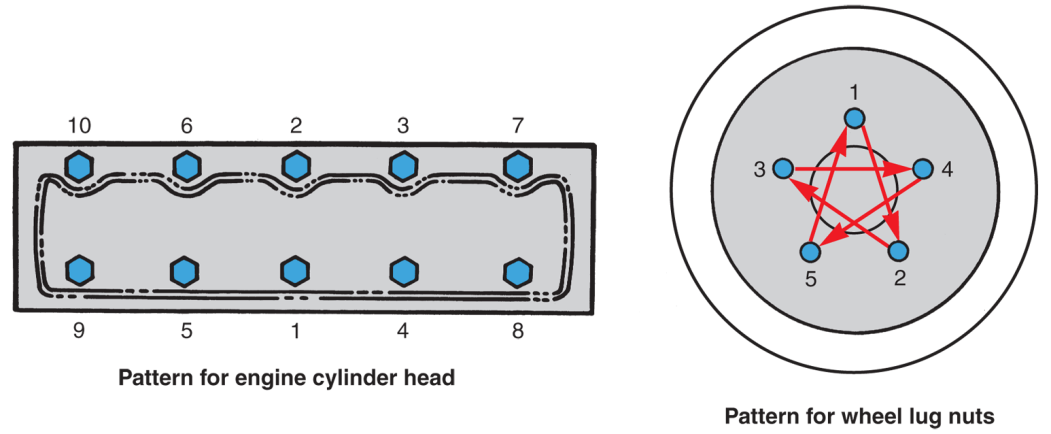 10 6 2 3 7
9 5 1 4 8
Pattern for engine cylinder head
1
3 4
5 2
Pattern for wheel lug nuts